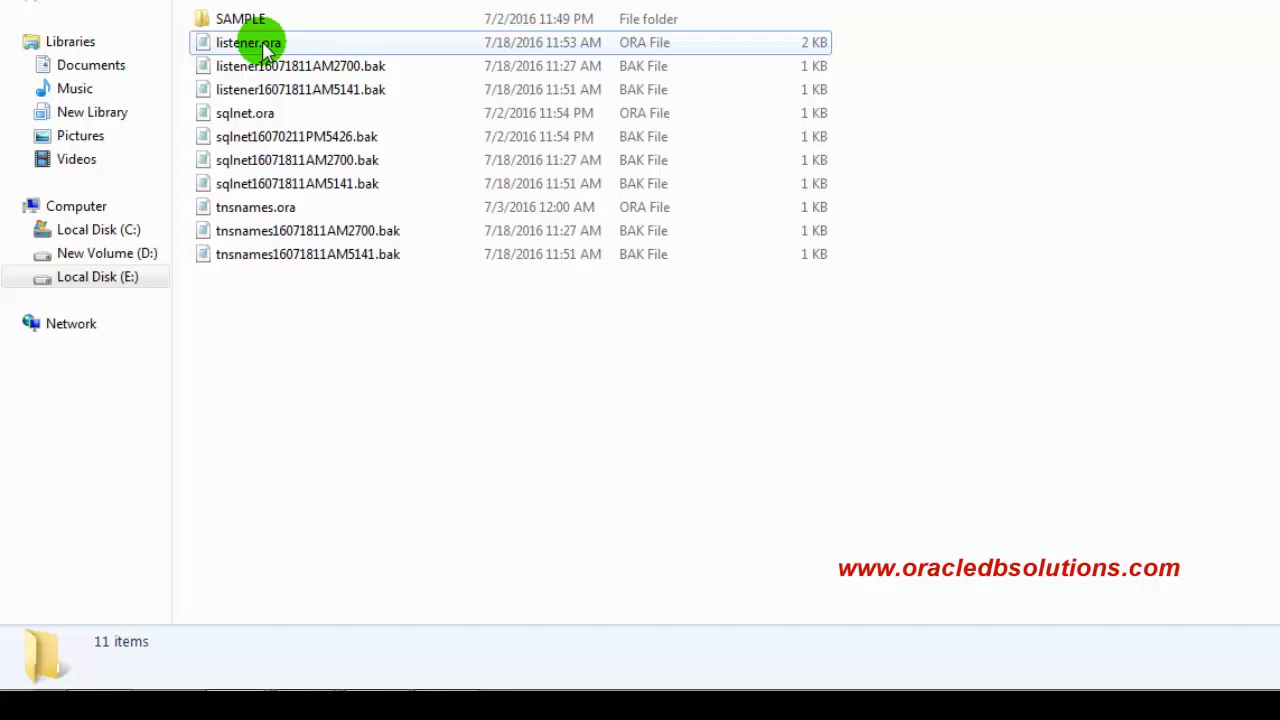 SAMPLE 7/2/2016 11:49 PM File folder
Libraries listener.ora 7/18/2016 11:53 AM ORA File 2 KB
Documents listener16071811AM2700.bak 7/18/2016 11:27 AM BAK File 1 KB
Music listener16071811AM5141.bak 7/18/2016 11:51 AM BAK File 1 KB
New Library sqlnet.ora 7/2/2016 11:54 PM ORA File 1 KB
Pictures sqlnet16070211PM5426.bak 7/2/2016 11:54 PM BAK File 1 KB
Videos sqlnet16071811AM2700.bak 7/18/2016 11:27 AM BAK File 1 KB
sqlnet16071811AM5141.bak 7/18/2016 11:51 AM BAK File 1 KB
Computer tnsnames.ora 7/3/2016 12:00 AM ORA File 1 KB
Local Disk (C:) tnsnames16071811AM2700.bak 7/18/2016 11:27 AM BAK File 1 KB
New Volume (D:) tnsnames16071811AM5141.bak 7/18/2016 11:51 AM BAK File 1 KB
Local Disk (E:)
Network
www.oracledbsolutions.com
11 items